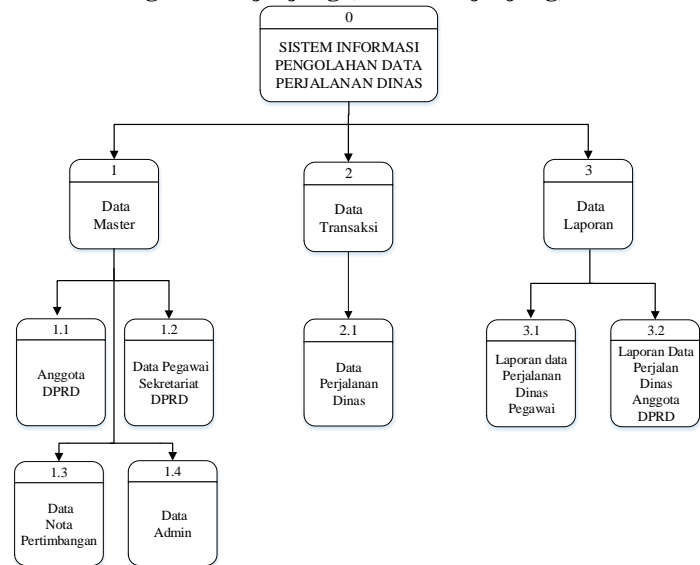 0
SISTEM INFORMASI
PENGOLAHAN DATA
PERJALANAN DINAS
1
Data
Master
2
Data
Transaksi
3
Data
Laporan
1.1
Anggota
DPRD
1.2
Data Pegawai
Sekretariat
DPRD
2.1
Data
Perjalanan
Dinas
3.1
Laporan data
Perjalanan
Dinas
Pegawai
3.2
Laporan Data
Perjalan
Dinas
Anggota
DPRD
1.3
Data
Nota
Pertimbangan
1.4
Data
Admin